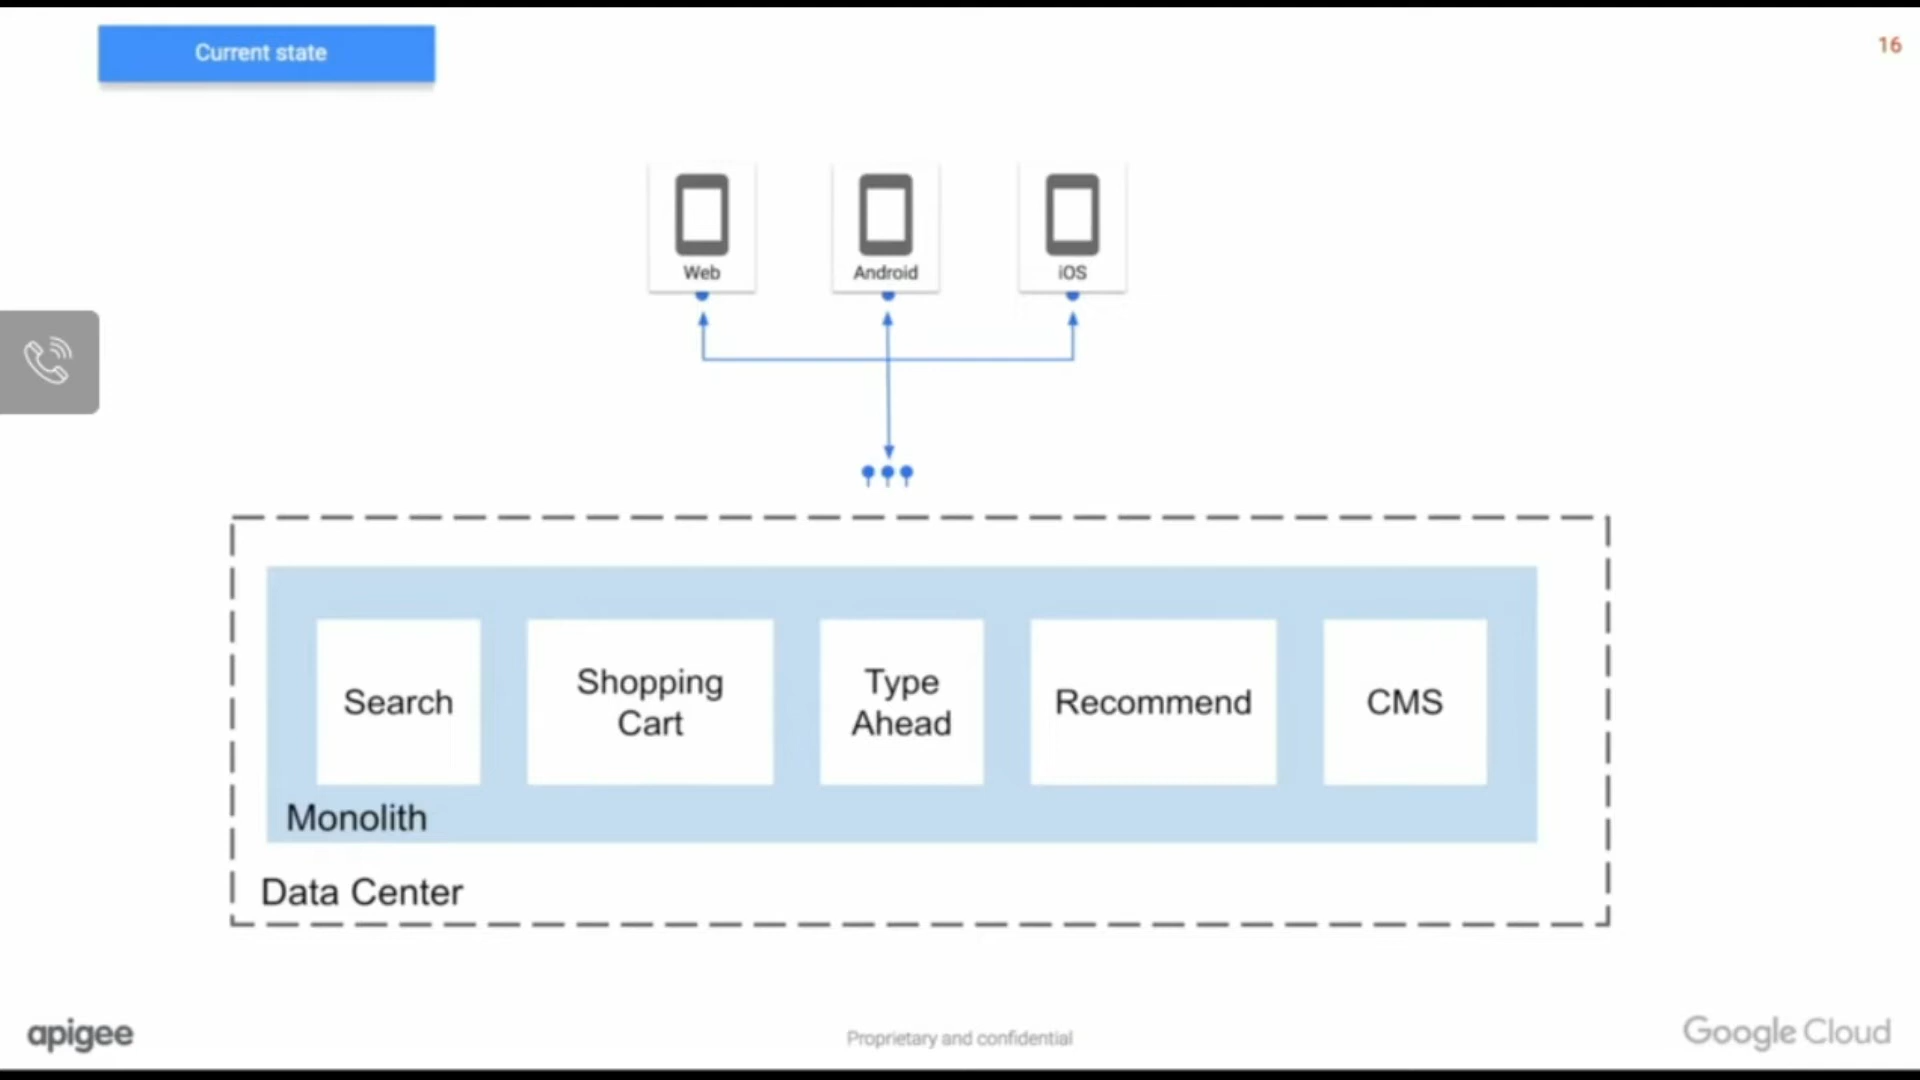 Current state
16
Web
Android
iOS
Search
Shopping
Cart
Type
Ahead
Recommend
CMS
Monolith
Data Center
apigee
Proprietary and confidential
Google Cloud